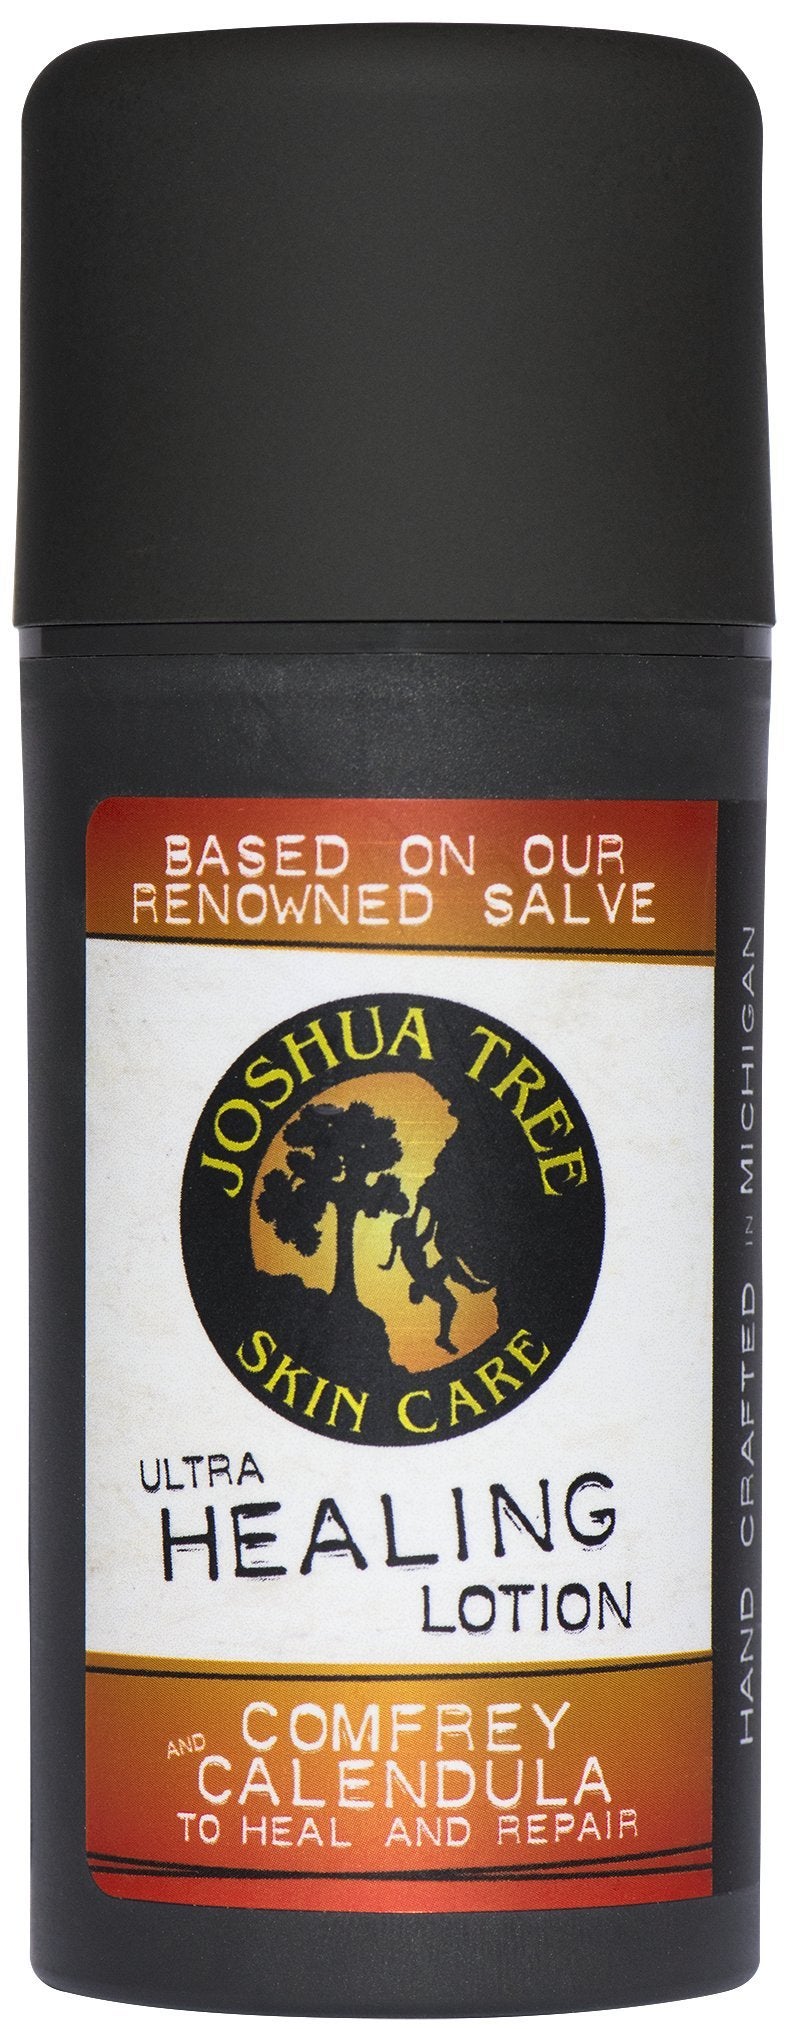 BASED ON OUR
RENOWNED SALVE
JOSHUA TREE
SKIN CARE
ULTRA
HEALING
LOTION
COMFREY
AND CALENDULA
TO HEAL AND REPAIR
HAND CRAFTED IN MICHIGAN